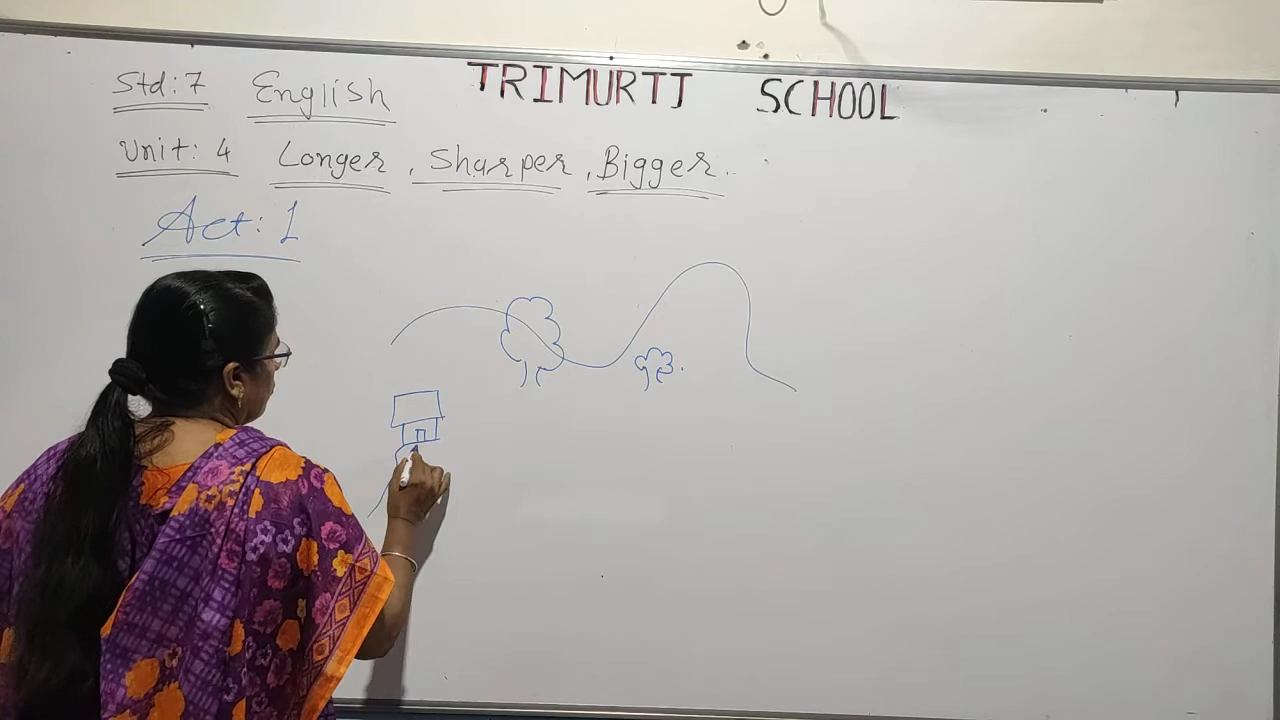 TRIMURTI SCHOOL
Std: 7 English
Unit: 4 Longer, Sharper, Bigger..
Act: 1